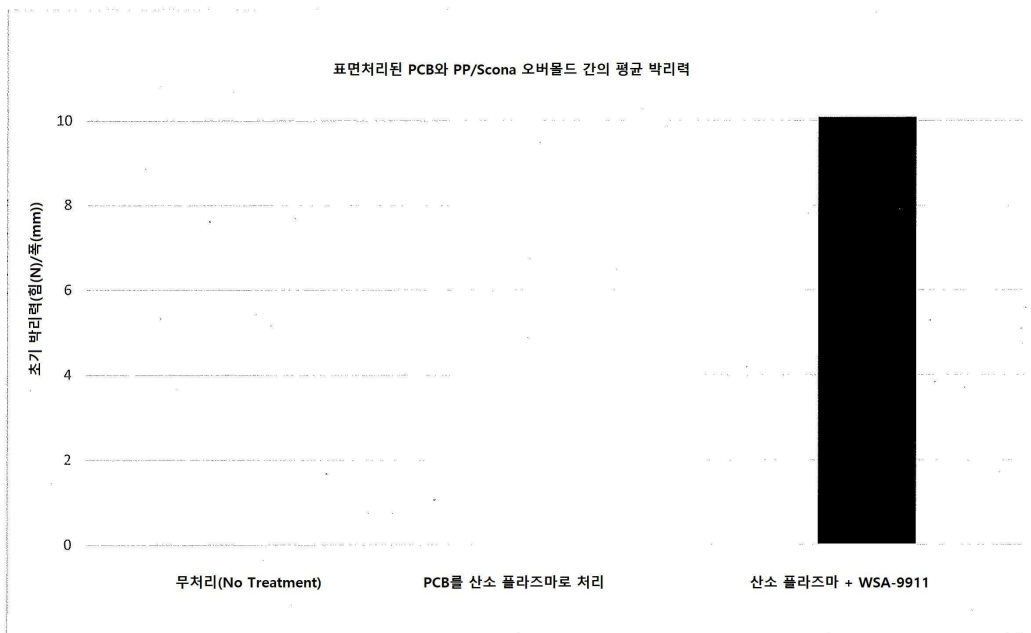 표면처리된 PCB와 PP/Scona 오버몰드 간의 평균 박리력
초기 박리력(힘(N)/폭(mm))
10
8
6
4
2
0
무처리(No Treatment)
PCB를 산소 플라즈마로 처리
산소 플라즈마 + WSA-9911